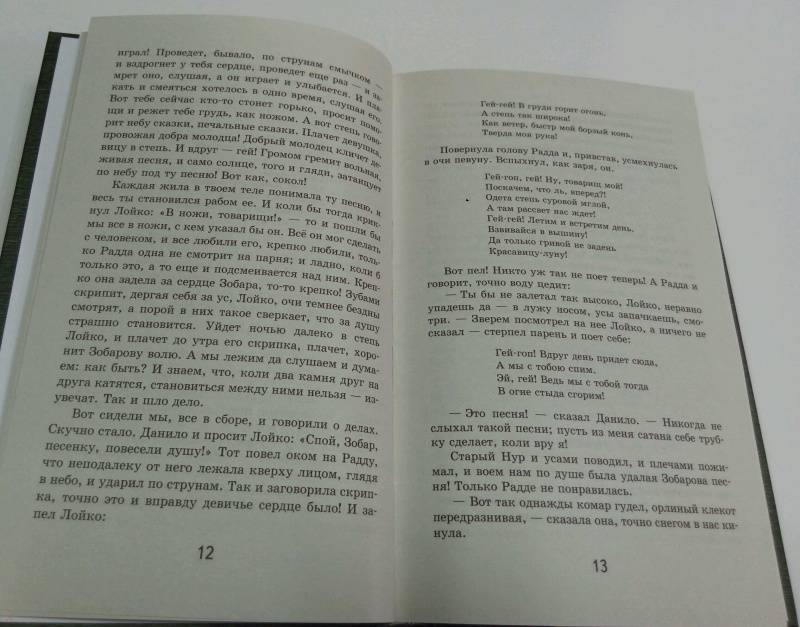 играл! Проведет, бывало, по струнам смычком —
и вздрогнет у тебя сердце, проведет еще раз — и за-
мрет оно, слушая, а он играет и улыбается. И пла-
кать и смеяться хотелось в одно время, слушая его.
Вот тебе сейчас кто-то стонет горько, просит помо-
щи и режет тебе грудь, как ножом. А вот степь гово-
рит небу сказки, печальные сказки. Плачет девушка,
провожая добра молодца! Добрый молодец кличет де-
вицу в степь. И вдруг — гей! Громом гремит вольная,
живая песня, и само солнце, того и гляди, затанцует
по небу под ту песню! Вот как, сокол!
Каждая жила в твоем теле понимала ту песню, и
весь ты становился рабом ее. И коли бы тогда крик-
нул Лойко: «В ножи, товарищи!» — то и пошли бы
мы все в ножи, с кем указал бы он. Всё он мог сделать
с человеком, и все любили его, крепко любили, толь-
ко Радда одна не смотрит на парня; и ладно, коли б
только это, а то еще и подсмеивается над ним. Креп-
ко она задела за сердце Зобара, то-то крепко! Зубами
скрипит, дергая себя за ус, Лойко, очи темнее бездны
смотрят, а порой в них такое сверкает, что за душу
страшно становится. Уйдет ночью далеко в степь
Лойко, и плачет до утра его скрипка, плачет, хоро-
нит Зобарову волю. А мы лежим да слушаем и дума-
ем: как быть? И знаем, что, коли два камня друг на
друга катятся, становиться между ними нельзя — из-
увечат. Так и шло дело.
Вот сидели мы, все в сборе, и говорили о делах.
Скучно стало. Данило и просит Лойко: «Спой, Зобар,
песенку, повесели душу!» Тот повел оком на Радду,
что неподалеку от него лежала кверху лицом, глядя
в небо, и ударил по струнам. Так и заговорила скрип-
ка, точно это и вправду девичье сердце было! И за-
пел Лойко:
12
Гей-гей! В груди горит огонь,
А степь так широка!
Как ветер, быстр мой борзый конь,
Тверда моя рука!
Повернула голову Радда и, привстав, усмехнулась
в очи певуну. Вспыхнул, как заря, он.
Гей-гоп, гей! Ну, товарищ мой!
Поскачем, что ль, вперед?!
Одета степь суровой мглой,
А там рассвет нас ждет!
Гей-гей! Летим и встретим день.
Взвивайся в вышину!
Да только гривой не задень
Красавицу-луну!
Вот пел! Никто уж так не поет теперь! А Радда и
говорит, точно воду цедит:
— Ты бы не залетал так высоко, Лойко, неравно
упадешь да — в лужу носом, усы запачкаешь, смо-
три. — Зверем посмотрел на нее Лойко, а ничего не
сказал — стерпел парень и поет себе:
Гей-гоп! Вдруг день придет сюда,
А мы с тобою спим.
Эй, гей! Ведь мы с тобой тогда
В огне стыда сгорим!
— Это песня! — сказал Данило. — Никогда не
слыхал такой песни; пусть из меня сатана себе труб-
ку сделает, коли вру я!
Старый Нур и усами поводил, и плечами пожи-
мал, и всем нам по душе была удалая Зобарова пес-
ня! Только Радде не понравилась.
— Вот так однажды комар гудел, орлиный клекот
передразнивая, — сказала она, точно снегом в нас ки-
нула.
13